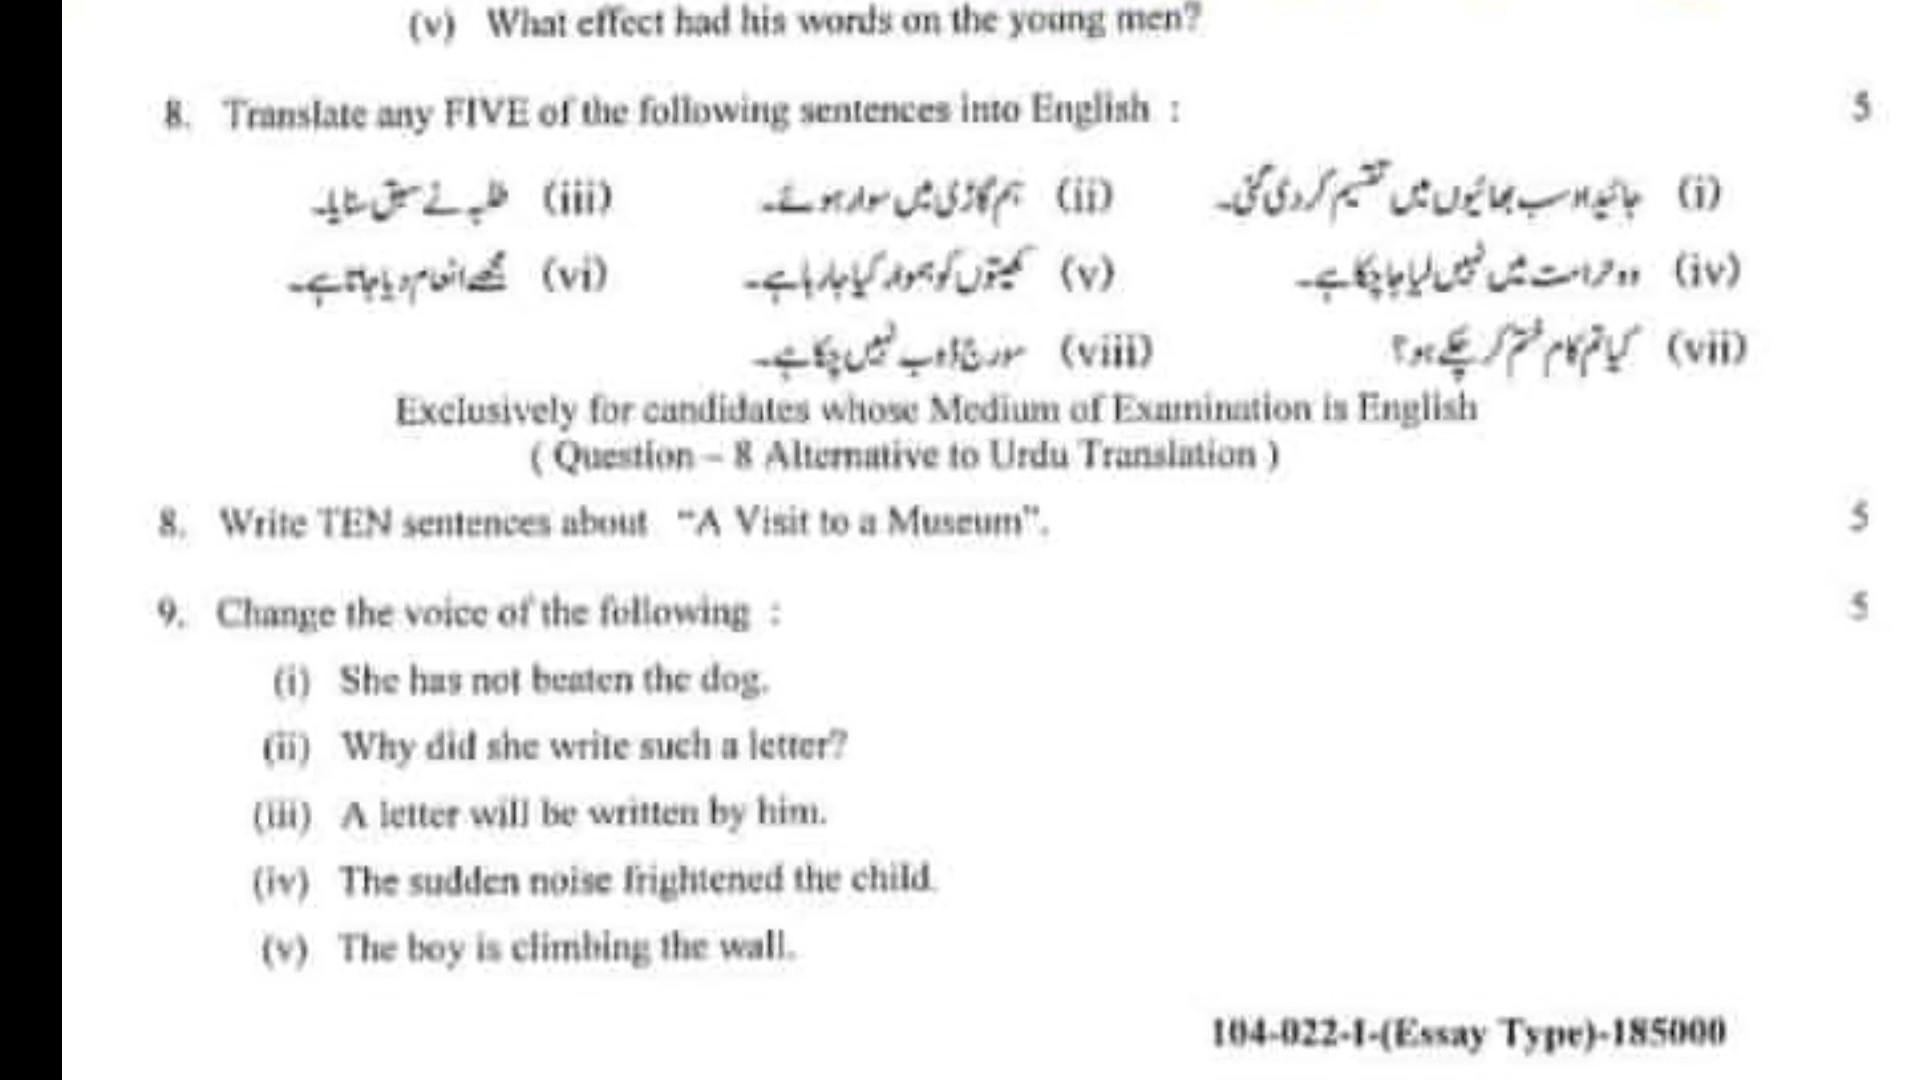 (v) What effect had his words on the young men?
8. Translate any FIVE of the following sentences into English : 5
(i) جائیداد سب بھائیوں میں تقسیم کر دی گئی۔ (ii) ہم گاڑی میں سوار ہوئے۔ (iii) طلبہ نے سبق سنایا۔
(iv) وہ حراست میں نہیں لیا جا چکا ہے۔ (v) کھیتوں کو ہموار کیا جا رہا ہے۔ (vi) مجھے انعام دیا جاتا ہے۔
(vii) کیا تم کام ختم کر چکے ہو؟ (viii) سورج ڈوب نہیں چکا ہے۔
Exclusively for candidates whose Medium of Examination is English
( Question – 8 Alternative to Urdu Translation )
8. Write TEN sentences about “A Visit to a Museum”. 5
9. Change the voice of the following : 5
(i) She has not beaten the dog.
(ii) Why did she write such a letter?
(iii) A letter will be written by him.
(iv) The sudden noise frightened the child.
(v) The boy is climbing the wall.
104-022-I-(Essay Type)-185000